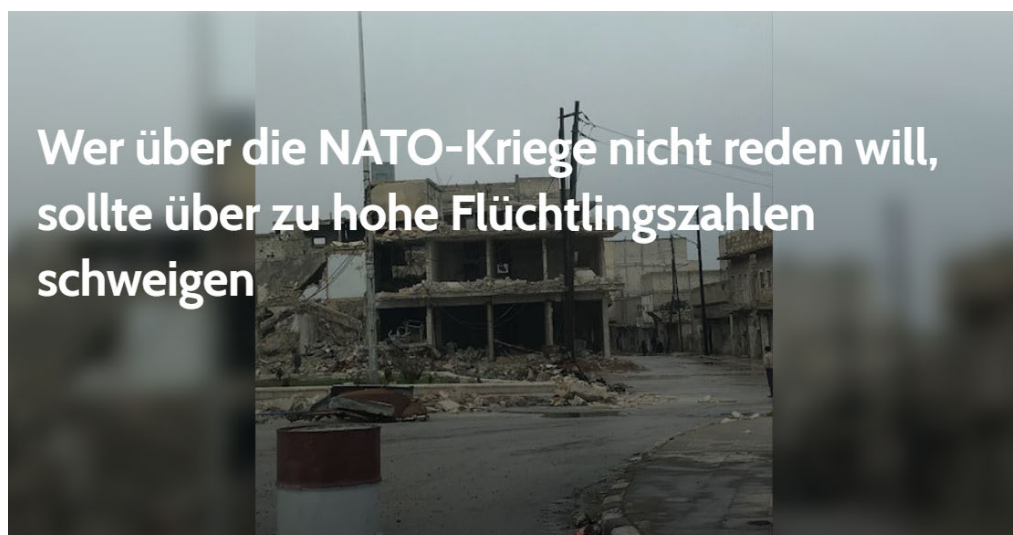 Wer über die NATO-Kriege nicht reden will,
sollte über zu hohe Flüchtlingszahlen
schweigen